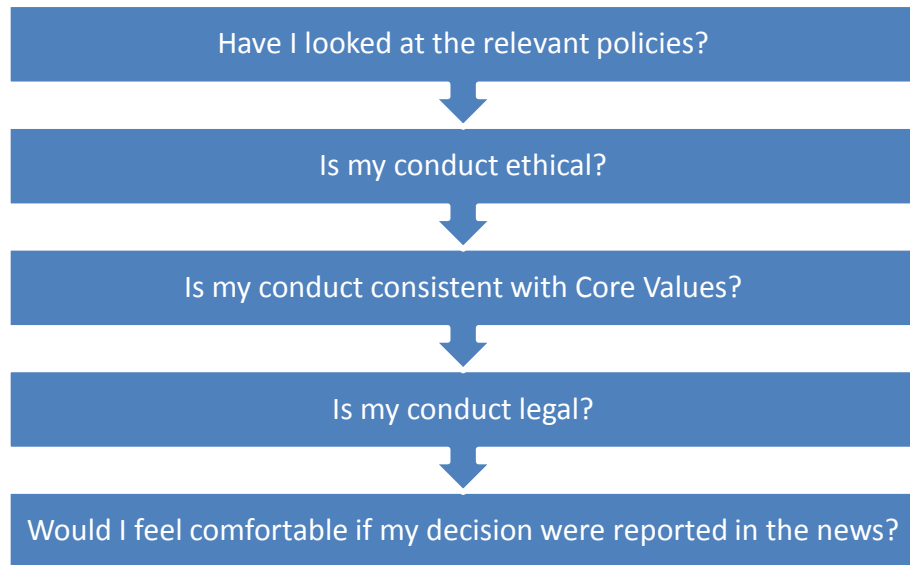 Have I looked at the relevant policies?
Is my conduct ethical?
Is my conduct consistent with Core Values?
Is my conduct legal?
Would I feel comfortable if my decision were reported in the news?